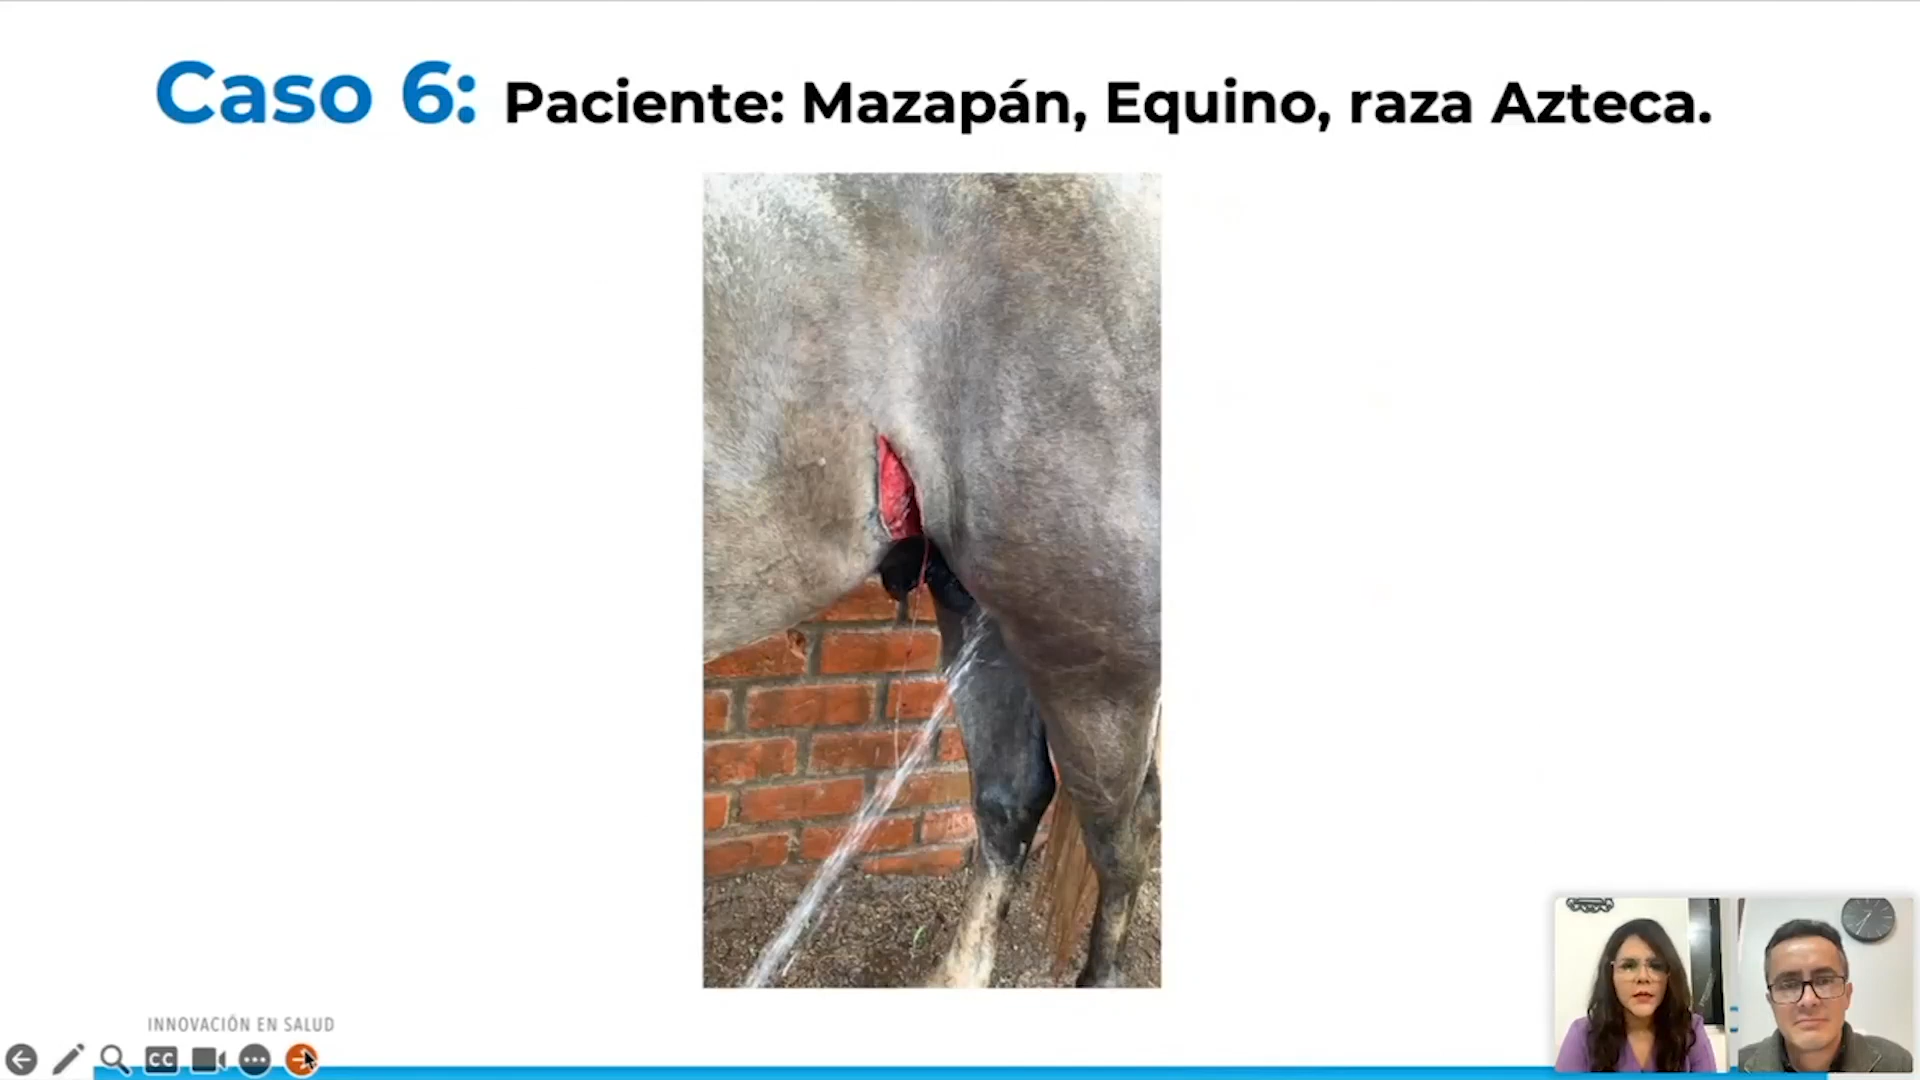 Caso 6: Paciente: Mazapán, Equino, raza Azteca.
INNOVACIÓN EN SALUD
CC